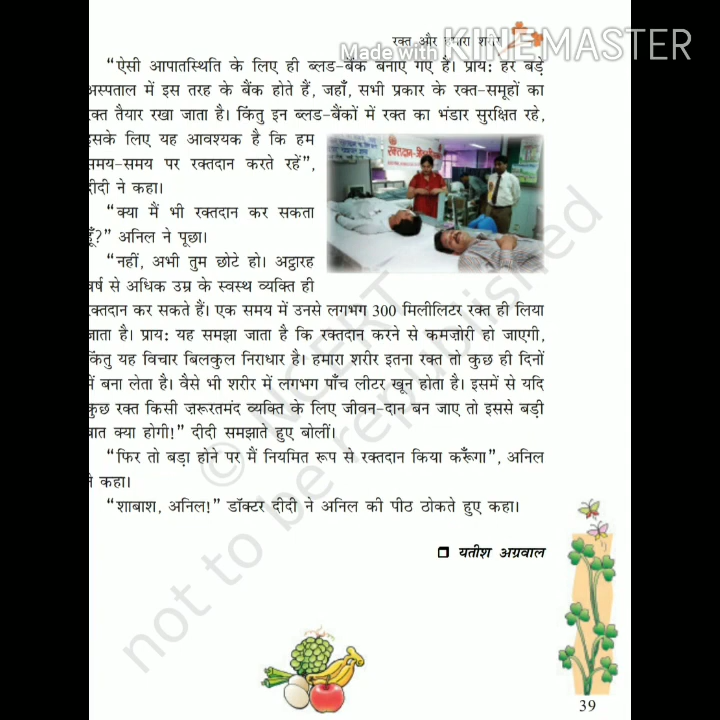 रक्त और हमारा शरीर
Made with KINEMASTER
“ऐसी आपातस्थिति के लिए ही ब्लड-बैंक बनाए गए हैं। प्राय: हर बड़े
अस्पताल में इस तरह के बैंक होते हैं, जहाँ, सभी प्रकार के रक्त-समूहों का
रक्त तैयार रखा जाता है। किंतु इन ब्लड-बैंकों में रक्त का भंडार सुरक्षित रहे,
इसके लिए यह आवश्यक है कि हम
समय-समय पर रक्तदान करते रहें”,
दीदी ने कहा।
“क्या मैं भी रक्तदान कर सकता
हूँ?” अनिल ने पूछा।
“नहीं, अभी तुम छोटे हो। अट्ठारह
वर्ष से अधिक उम्र के स्वस्थ व्यक्ति ही
रक्तदान कर सकते हैं। एक समय में उनसे लगभग 300 मिलीलिटर रक्त ही लिया
जाता है। प्राय: यह समझा जाता है कि रक्तदान करने से कमज़ोरी हो जाएगी,
किंतु यह विचार बिलकुल निराधार है। हमारा शरीर इतना रक्त तो कुछ ही दिनों
में बना लेता है। वैसे भी शरीर में लगभग पाँच लीटर खून होता है। इसमें से यदि
कुछ रक्त किसी ज़रूरतमंद व्यक्ति के लिए जीवन-दान बन जाए तो इससे बड़ी
बात क्या होगी!” दीदी समझाते हुए बोलीं।
“फिर तो बड़ा होने पर मैं नियमित रूप से रक्तदान किया करूँगा”, अनिल
ने कहा।
“शाबाश, अनिल!” डॉक्टर दीदी ने अनिल की पीठ ठोकते हुए कहा।
❒ यतीश अग्रवाल
© NCERT
not to be republished
39